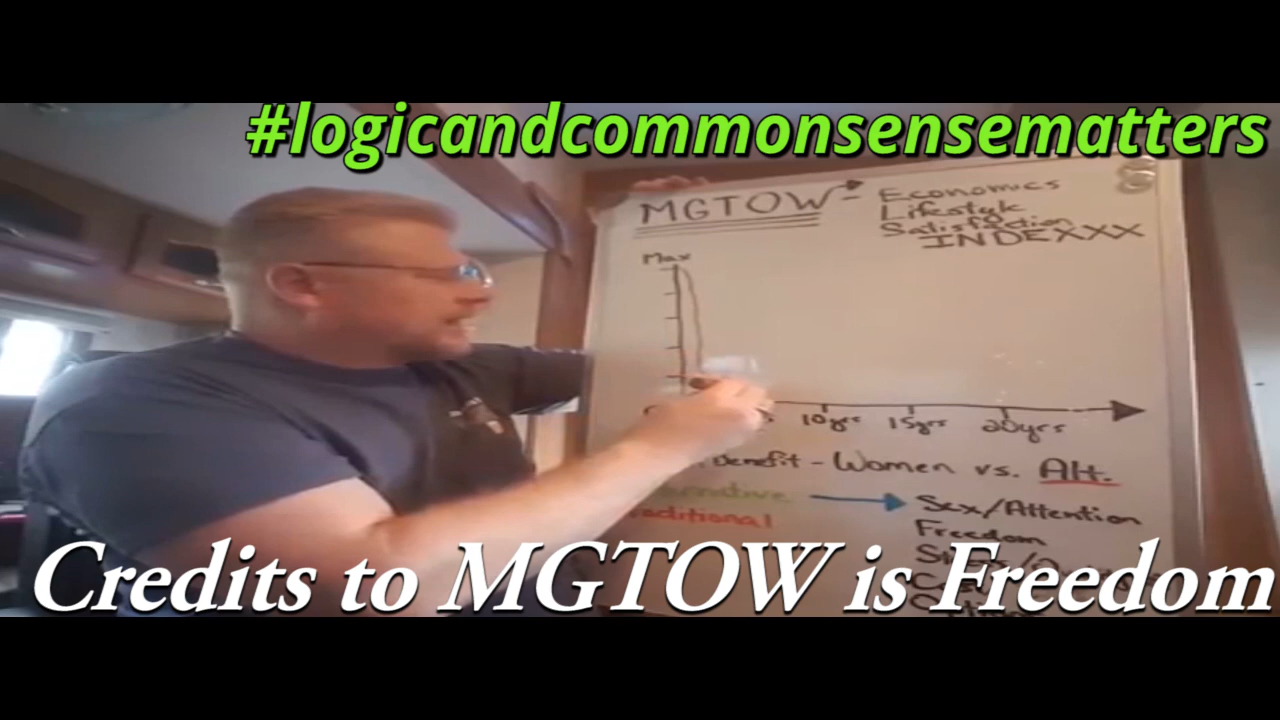 #logicandcommonsensematters
MGTOW
Economics
Lifestyle
Satisfaction
INDEXXX
Max
10yrs 15yrs 20yrs
Benefit - Women vs. Alt.
Sex/Attention
Freedom
Credits to MGTOW is Freedom